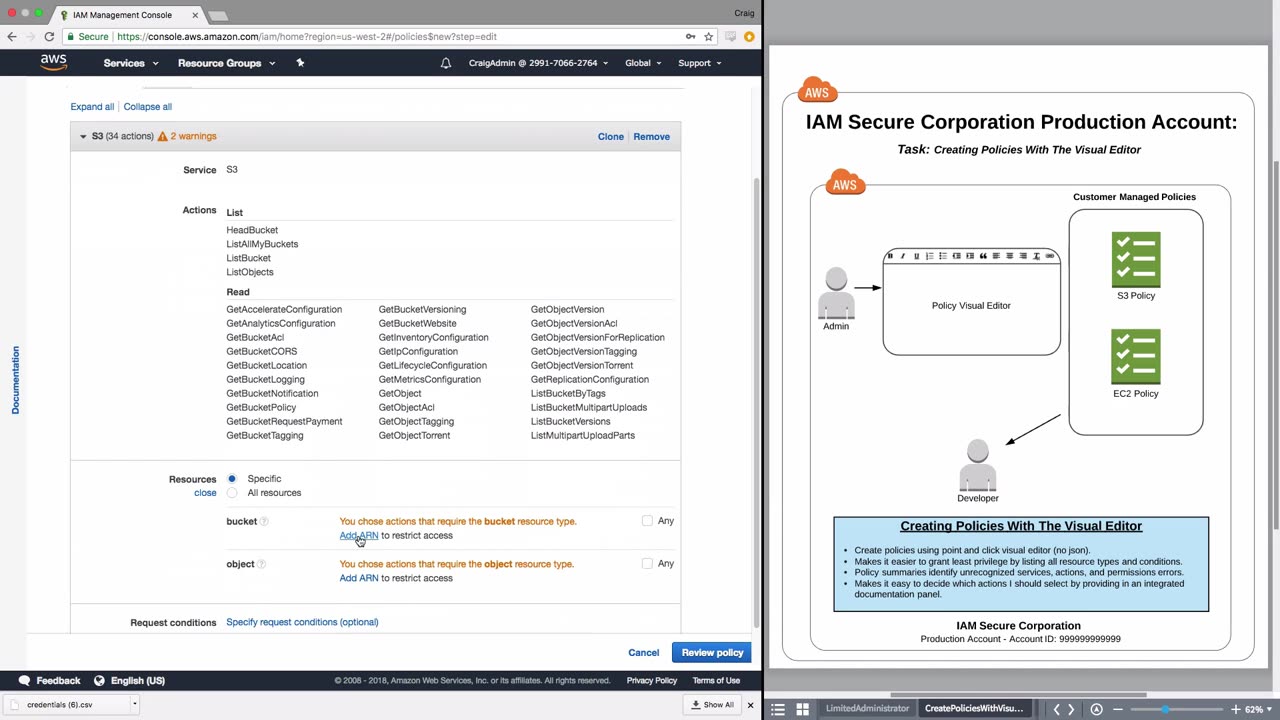 IAM Management Console
Craig
Secure | https://console.aws.amazon.com/iam/home?region=us-west-2#/policies$new?step=edit
aws Services Resource Groups CraigAdmin @ 2991-7066-2764 Global Support
Expand all | Collapse all
S3 (34 actions) 2 warnings Clone Remove
Service S3
Actions List
HeadBucket
ListAllMyBuckets
ListBucket
ListObjects
Read
GetAccelerateConfiguration GetBucketVersioning GetObjectVersion
GetAnalyticsConfiguration GetBucketWebsite GetObjectVersionAcl
GetBucketAcl GetInventoryConfiguration GetObjectVersionForReplication
GetBucketCORS GetIpConfiguration GetObjectVersionTagging
GetBucketLocation GetLifecycleConfiguration GetObjectVersionTorrent
GetBucketLogging GetMetricsConfiguration GetReplicationConfiguration
GetBucketNotification GetObject ListBucketByTags
GetBucketPolicy GetObjectAcl ListBucketMultipartUploads
GetBucketRequestPayment GetObjectTagging ListBucketVersions
GetBucketTagging GetObjectTorrent ListMultipartUploadParts
Documentation
Resources Specific
close All resources
bucket You chose actions that require the bucket resource type. Any
Add ARN to restrict access
object You chose actions that require the object resource type. Any
Add ARN to restrict access
Request conditions Specify request conditions (optional)
Cancel Review policy
Feedback English (US) © 2008 - 2018, Amazon Web Services, Inc. or its affiliates. All rights reserved. Privacy Policy Terms of Use
credentials (6).csv Show All
AWS
IAM Secure Corporation Production Account:
Task: Creating Policies With The Visual Editor
AWS
Customer Managed Policies
B I U
Policy Visual Editor
Admin
S3 Policy
EC2 Policy
Developer
Creating Policies With The Visual Editor
• Create policies using point and click visual editor (no json).
• Makes it easier to grant least privilege by listing all resource types and conditions.
• Policy summaries identify unrecognized services, actions, and permissions errors.
• Makes it easy to decide which actions I should select by providing in an integrated
documentation panel.
IAM Secure Corporation
Production Account - Account ID: 999999999999
LimitedAdministrator CreatePoliciesWithVisu... 62%